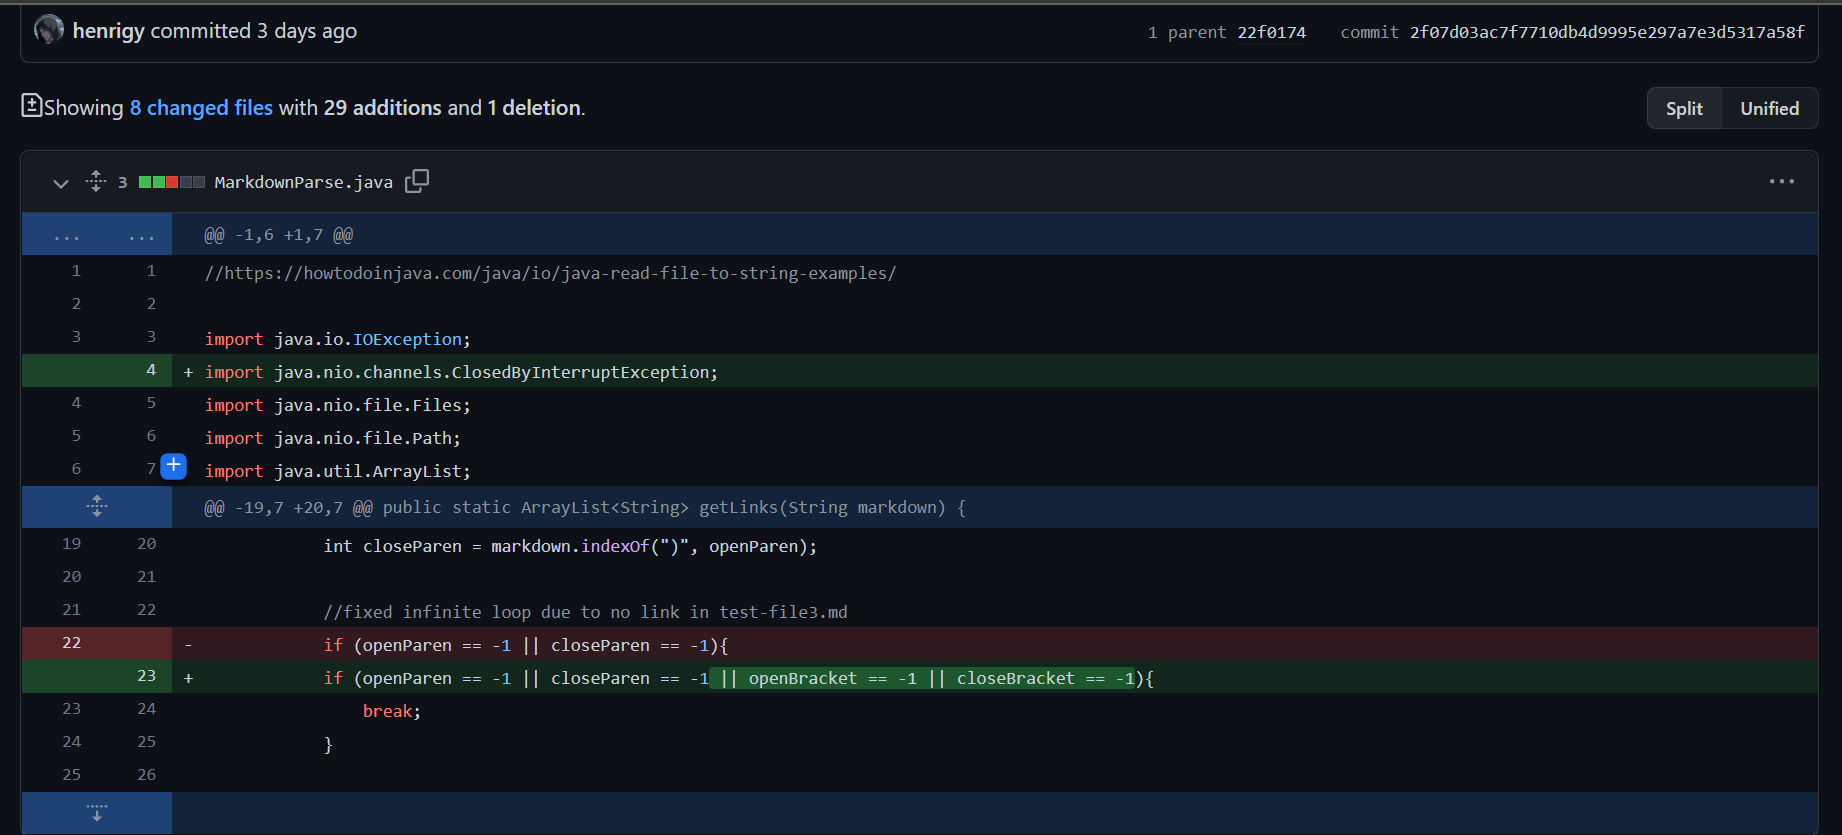 henrigy committed 3 days ago 1 parent 22f0174 commit 2f07d03ac7f7710db4d9995e297a7e3d5317a58f
Showing 8 changed files with 29 additions and 1 deletion. Split Unified
3 MarkdownParse.java ...
... ... @@ -1,6 +1,7 @@
1 1 //https://howtodoinjava.com/java/io/java-read-file-to-string-examples/
2 2
3 3 import java.io.IOException;
4 + import java.nio.channels.ClosedByInterruptException;
4 5 import java.nio.file.Files;
5 6 import java.nio.file.Path;
6 7 + import java.util.ArrayList;
@@ -19,7 +20,7 @@ public static ArrayList<String> getLinks(String markdown) {
19 20 int closeParen = markdown.indexOf(")", openParen);
20 21
21 22 //fixed infinite loop due to no link in test-file3.md
22 - if (openParen == -1 || closeParen == -1){
23 + if (openParen == -1 || closeParen == -1 || openBracket == -1 || closeBracket == -1){
23 24 break;
24 25 }
25 26